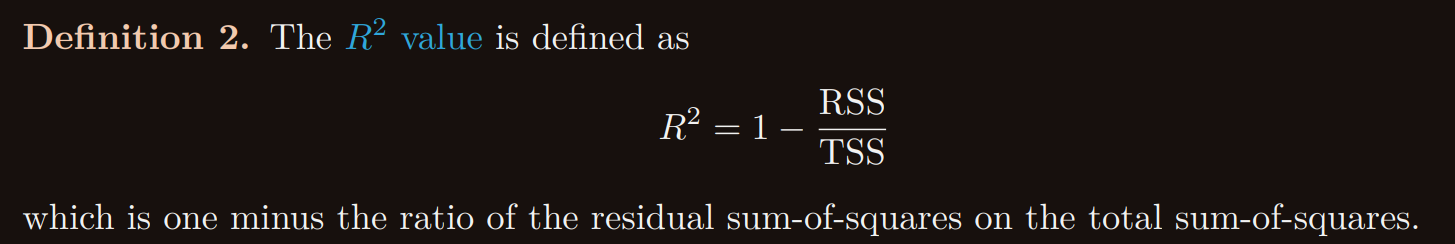 Definition 2. The R² value is defined as
R² = 1 − RSS/TSS
which is one minus the ratio of the residual sum-of-squares on the total sum-of-squares.